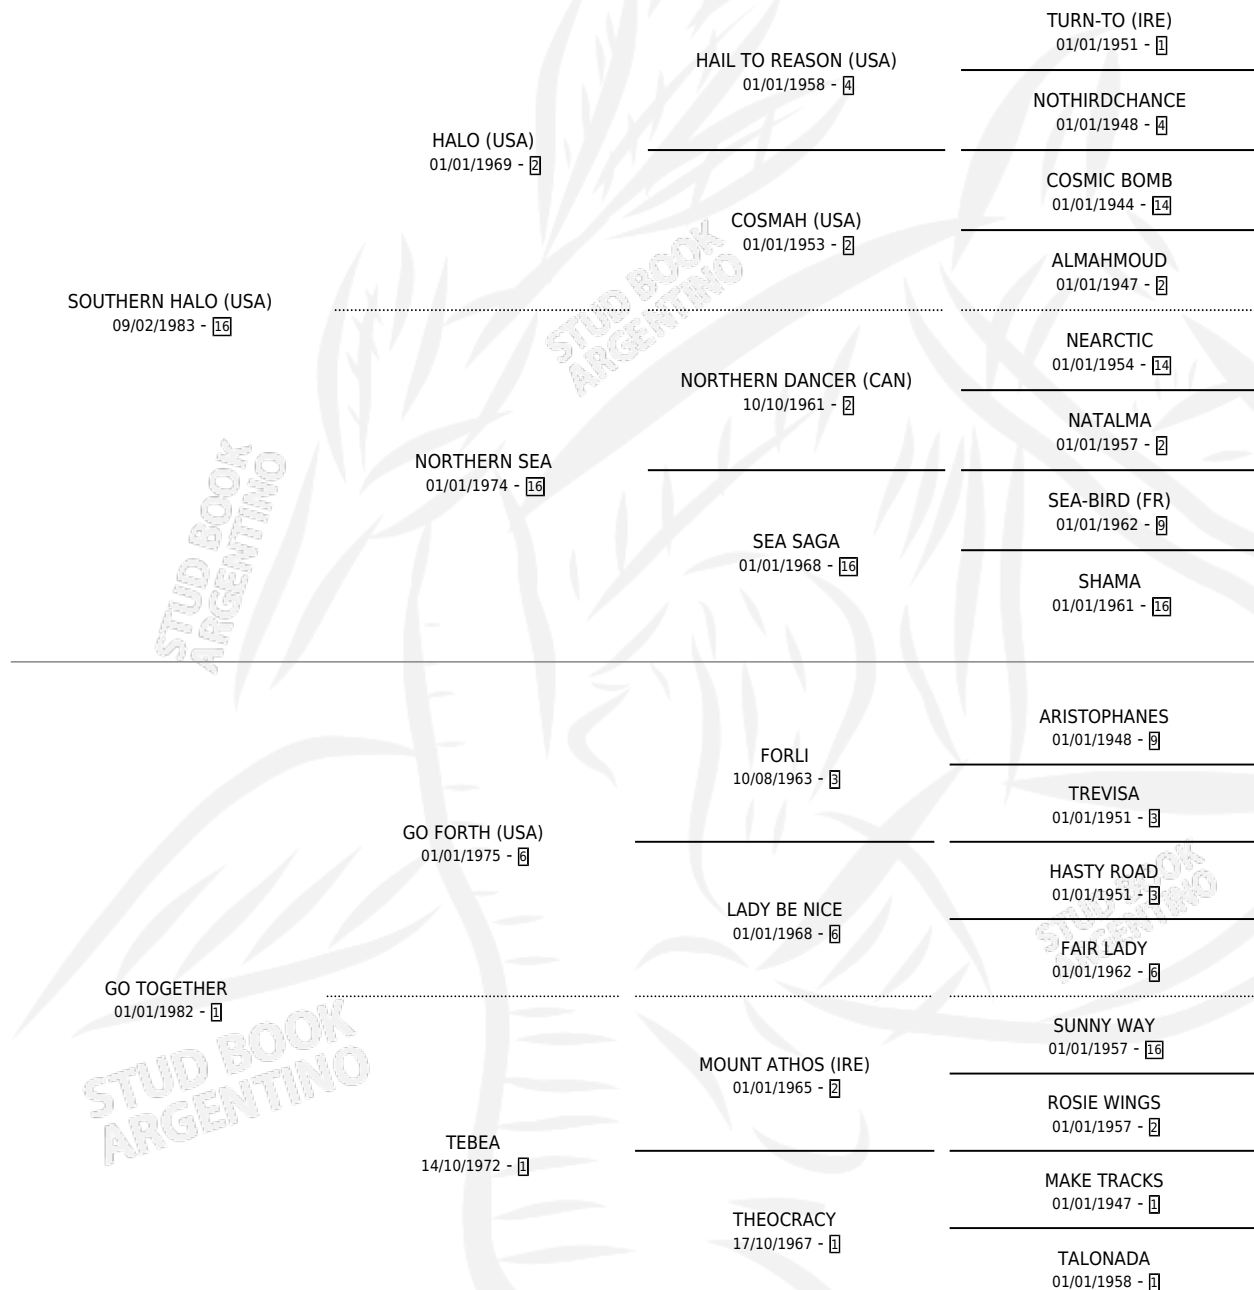 TURN-TO (IRE)
01/01/1951 - 1
HAIL TO REASON (USA)
01/01/1958 - 4
NOTHIRDCHANCE
01/01/1948 - 4
HALO (USA)
01/01/1969 - 2
COSMIC BOMB
01/01/1944 - 14
COSMAH (USA)
01/01/1953 - 2
ALMAHMOUD
01/01/1947 - 2
SOUTHERN HALO (USA)
09/02/1983 - 16
STUD BOOK
ARGENTINO
NEARCTIC
01/01/1954 - 14
NORTHERN DANCER (CAN)
10/10/1961 - 2
NATALMA
01/01/1957 - 2
NORTHERN SEA
01/01/1974 - 16
SEA-BIRD (FR)
01/01/1962 - 9
SEA SAGA
01/01/1968 - 16
SHAMA
01/01/1961 - 16
STUD BOOK
ARGENTINO
ARISTOPHANES
01/01/1948 - 9
FORLI
10/08/1963 - 3
TREVISA
01/01/1951 - 3
GO FORTH (USA)
01/01/1975 - 6
HASTY ROAD
01/01/1951 - 3
LADY BE NICE
01/01/1968 - 6
STUD BOOK
ARGENTINO
FAIR LADY
01/01/1962 - 6
GO TOGETHER
01/01/1982 - 1
SUNNY WAY
01/01/1957 - 16
MOUNT ATHOS (IRE)
01/01/1965 - 2
STUD BOOK
ARGENTINO
ROSIE WINGS
01/01/1957 - 2
TEBEA
14/10/1972 - 1
MAKE TRACKS
01/01/1947 - 1
THEOCRACY
17/10/1967 - 1
TALONADA
01/01/1958 - 1